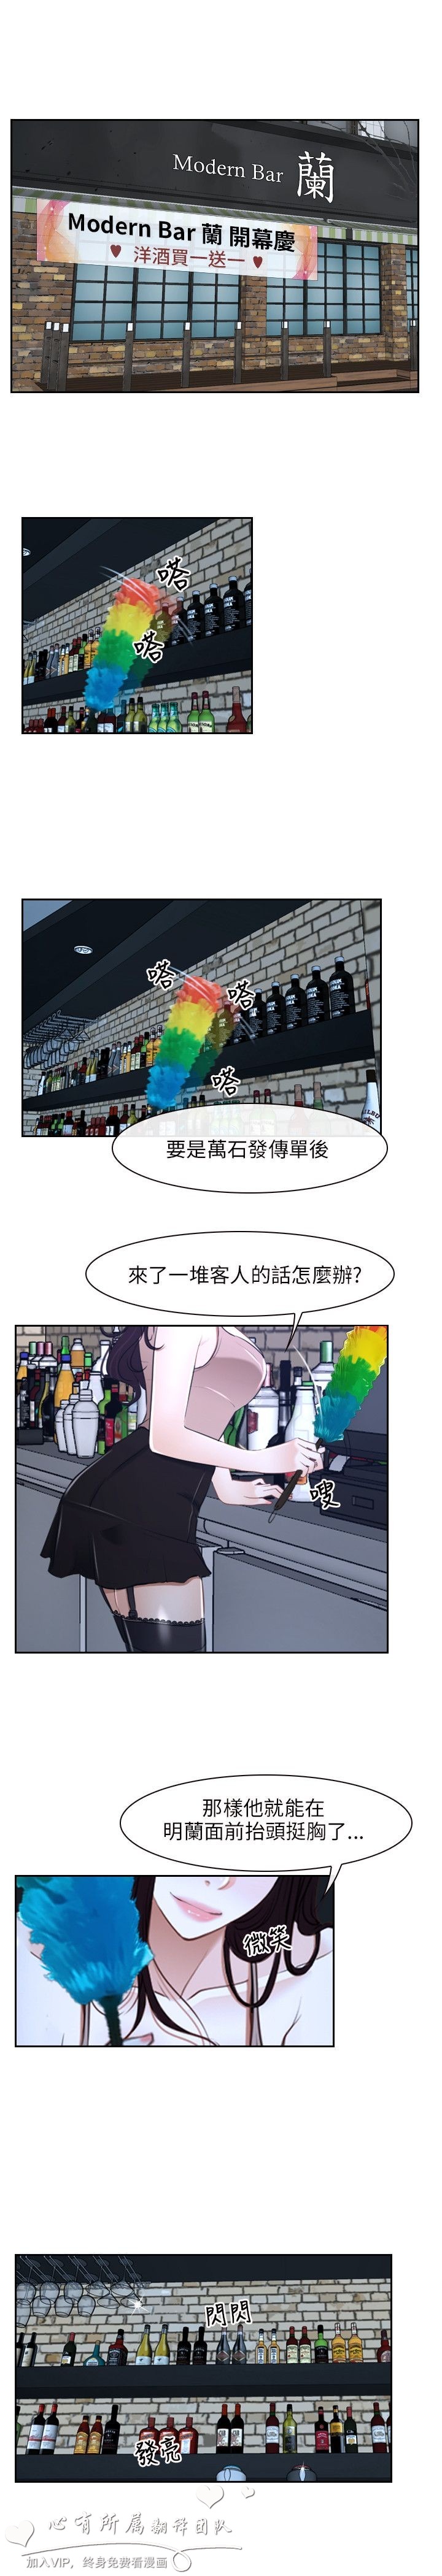 Modern Bar 蘭
Modern Bar 蘭 開幕慶
♥ 洋酒買一送一 ♥
嗒
嗒
嗒
嗒
嗒
要是萬石發傳單後
來了一堆客人的話怎麼辦?
嗖
那樣他就能在
明蘭面前抬頭挺胸了...
微笑
閃閃
發亮
心有所属翻译团队
加入VIP，终身免费看漫画